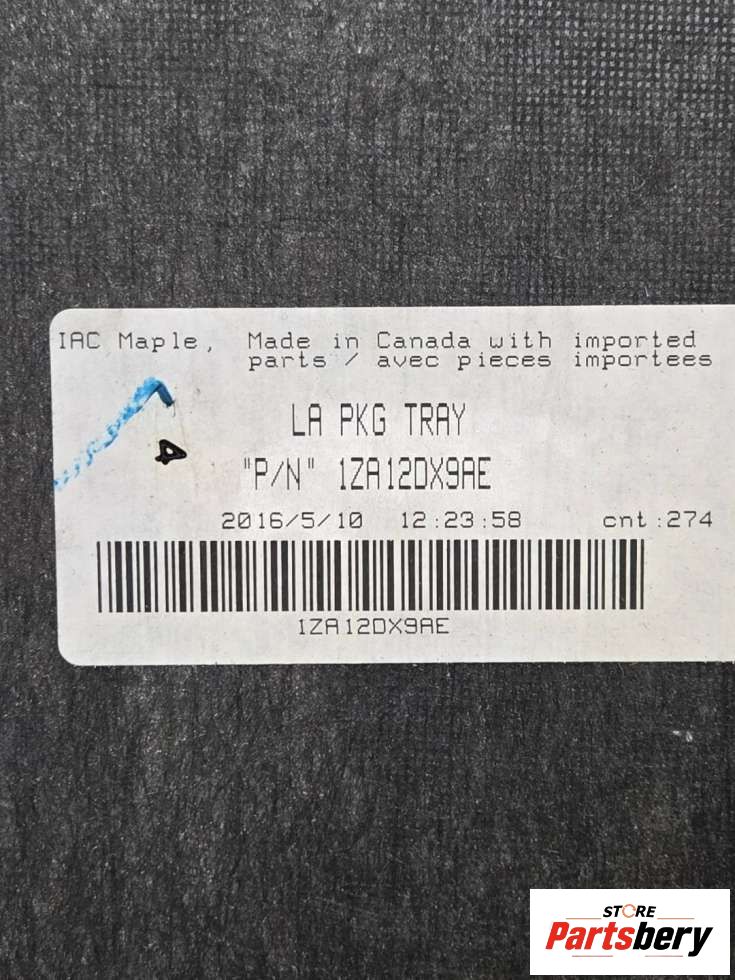 IAC Maple, Made in Canada with imported
parts / avec pieces importees
LA PKG TRAY
"P/N" 1ZA12DX9AE
4
2016/5/10 12:23:58 cnt:274
1ZA12DX9AE
STORE
Partsbery